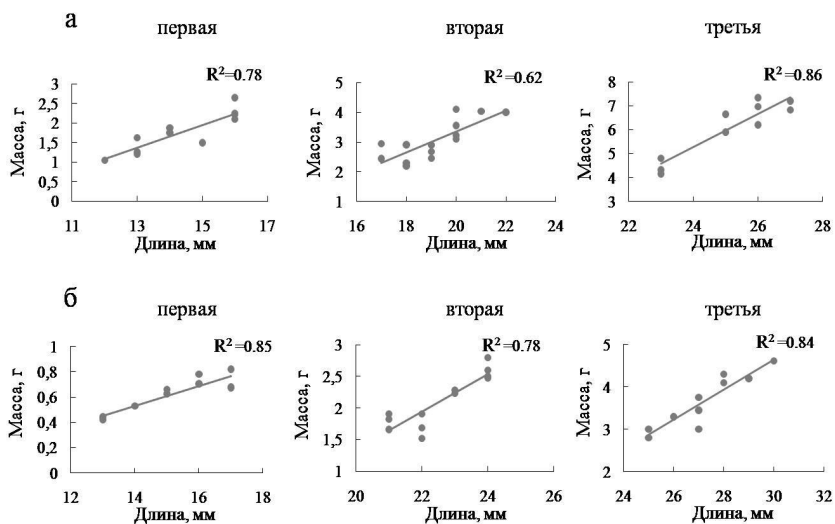 а
первая
вторая
третья
R²=0.78
R²=0.62
R²=0.86
Масса, г
3
2,5
2
1,5
1
0,5
0
11
13
15
17
Длина, мм
Масса, г
5
4
3
2
1
0
16
18
20
22
24
Длина, мм
Масса, г
8
7
6
5
4
3
22
24
26
28
Длина, мм
б
первая
вторая
третья
R²=0.85
R²=0.78
R²=0.84
Масса, г
1
0,8
0,6
0,4
0,2
0
12
14
16
18
Длина, мм
Масса, г
3
2,5
2
1,5
1
20
22
24
26
Длина, мм
Масса, г
5
4
3
2
24
26
28
30
32
Длина, мм